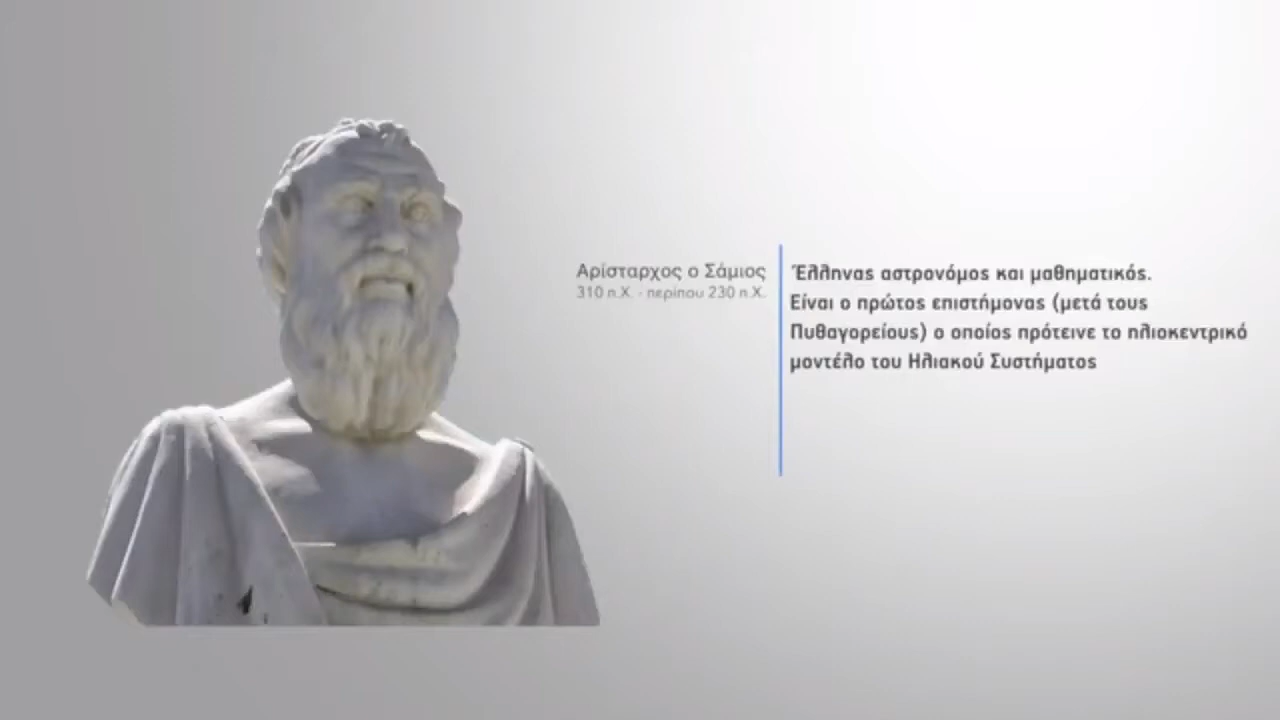 Αρίσταρχος ο Σάμιος
310 π.Χ. - περίπου 230 π.Χ.
Έλληνας αστρονόμος και μαθηματικός.
Είναι ο πρώτος επιστήμονας (μετά τους
Πυθαγορείους) ο οποίος πρότεινε το ηλιοκεντρικό
μοντέλο του Ηλιακού Συστήματος